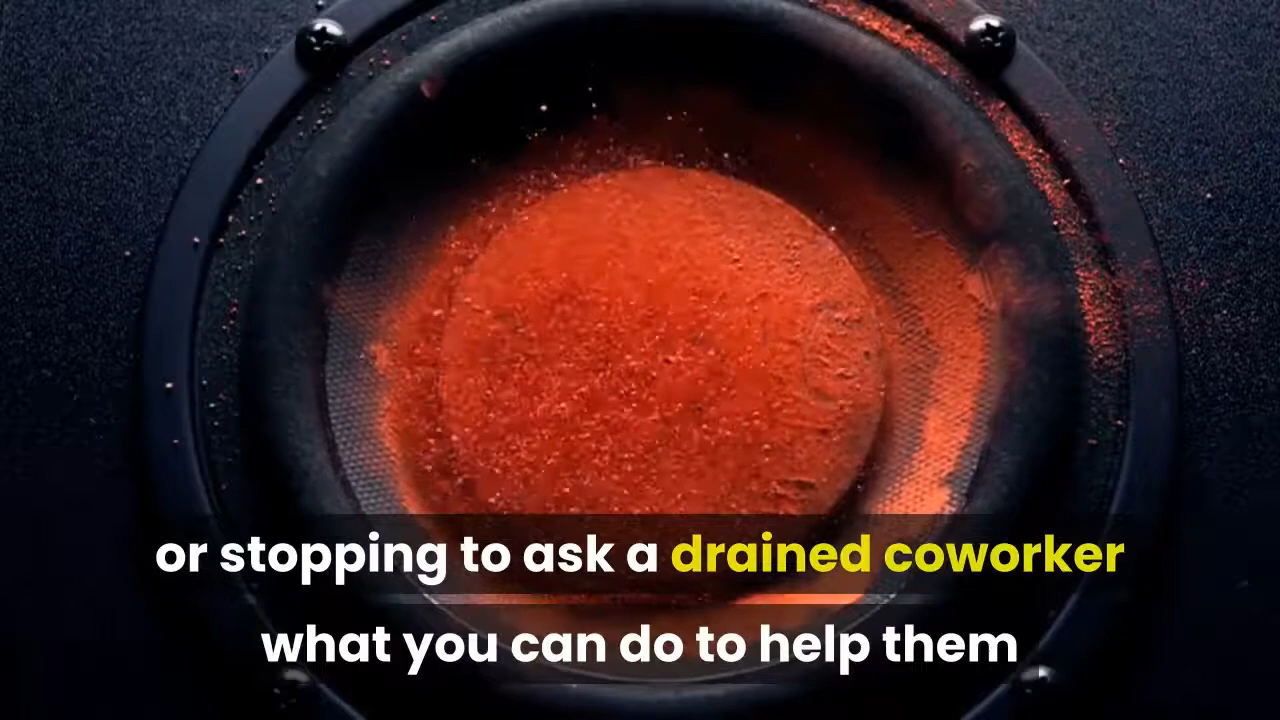 or stopping to ask a drained coworker
what you can do to help them